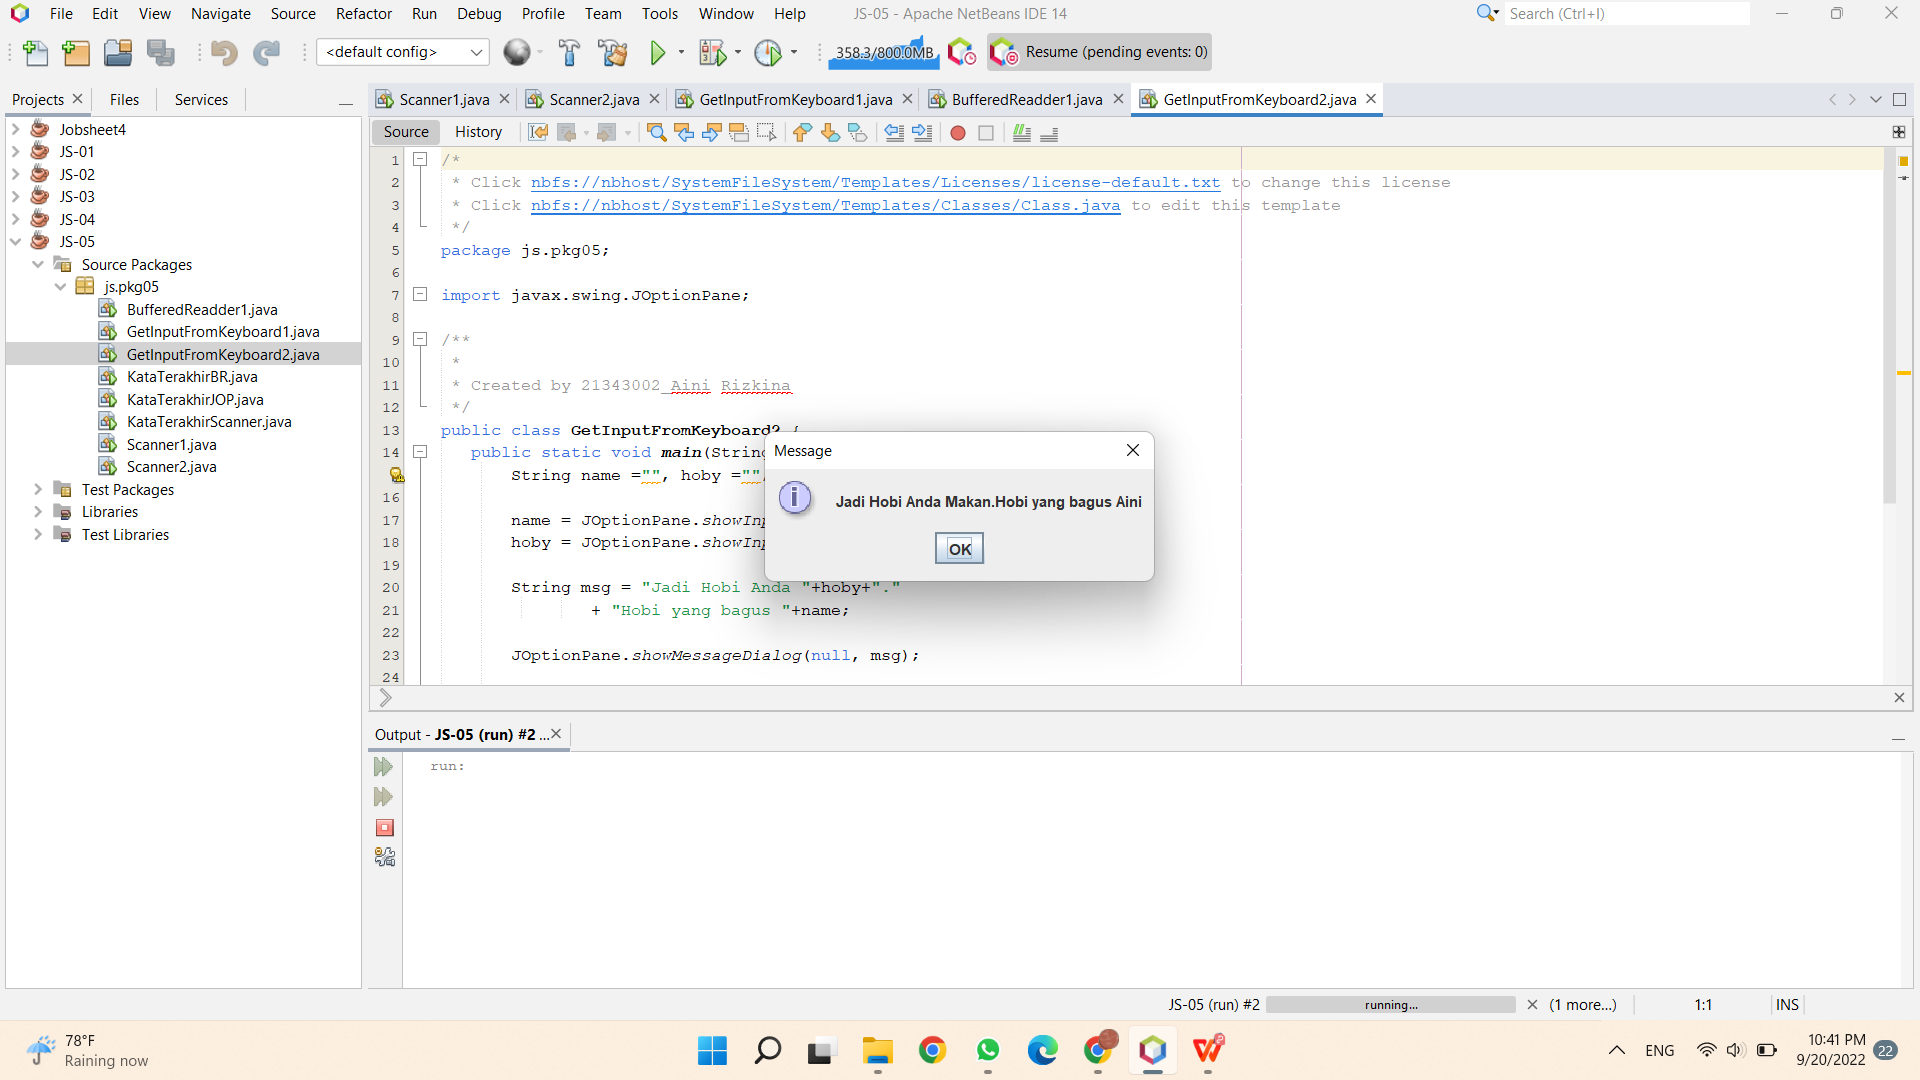 File Edit View Navigate Source Refactor Run Debug Profile Team Tools Window Help JS-05 - Apache NetBeans IDE 14 Search (Ctrl+I)
<default config> 358.3/800.0MB Resume (pending events: 0)
Projects Files Services
Scanner1.java Scanner2.java GetInputFromKeyboard1.java BufferedReadder1.java GetInputFromKeyboard2.java
Source History
Jobsheet4
JS-01
JS-02
JS-03
JS-04
JS-05
Source Packages
js.pkg05
BufferedReadder1.java
GetInputFromKeyboard1.java
GetInputFromKeyboard2.java
KataTerakhirBR.java
KataTerakhirJOP.java
KataTerakhirScanner.java
Scanner1.java
Scanner2.java
Test Packages
Libraries
Test Libraries
1 /*
2 * Click nbfs://nbhost/SystemFileSystem/Templates/Licenses/license-default.txt to change this license
3 * Click nbfs://nbhost/SystemFileSystem/Templates/Classes/Class.java to edit this template
4 */
5 package js.pkg05;
6
7 import javax.swing.JOptionPane;
8
9 /**
10 *
11 * Created by 21343002_Aini Rizkina
12 */
13 public class GetInputFromKeyboard2 {
14 public static void main(String
String name ="", hoby =""
16
17 name = JOptionPane.showInp
18 hoby = JOptionPane.showInp
19
20 String msg = "Jadi Hobi Anda "+hoby+"."
21 + "Hobi yang bagus "+name;
22
23 JOptionPane.showMessageDialog(null, msg);
24
Message
Jadi Hobi Anda Makan.Hobi yang bagus Aini
OK
Output - JS-05 (run) #2 ...
run:
JS-05 (run) #2 running... (1 more...) 1:1 INS
78°F
Raining now
ENG
10:41 PM
9/20/2022
22